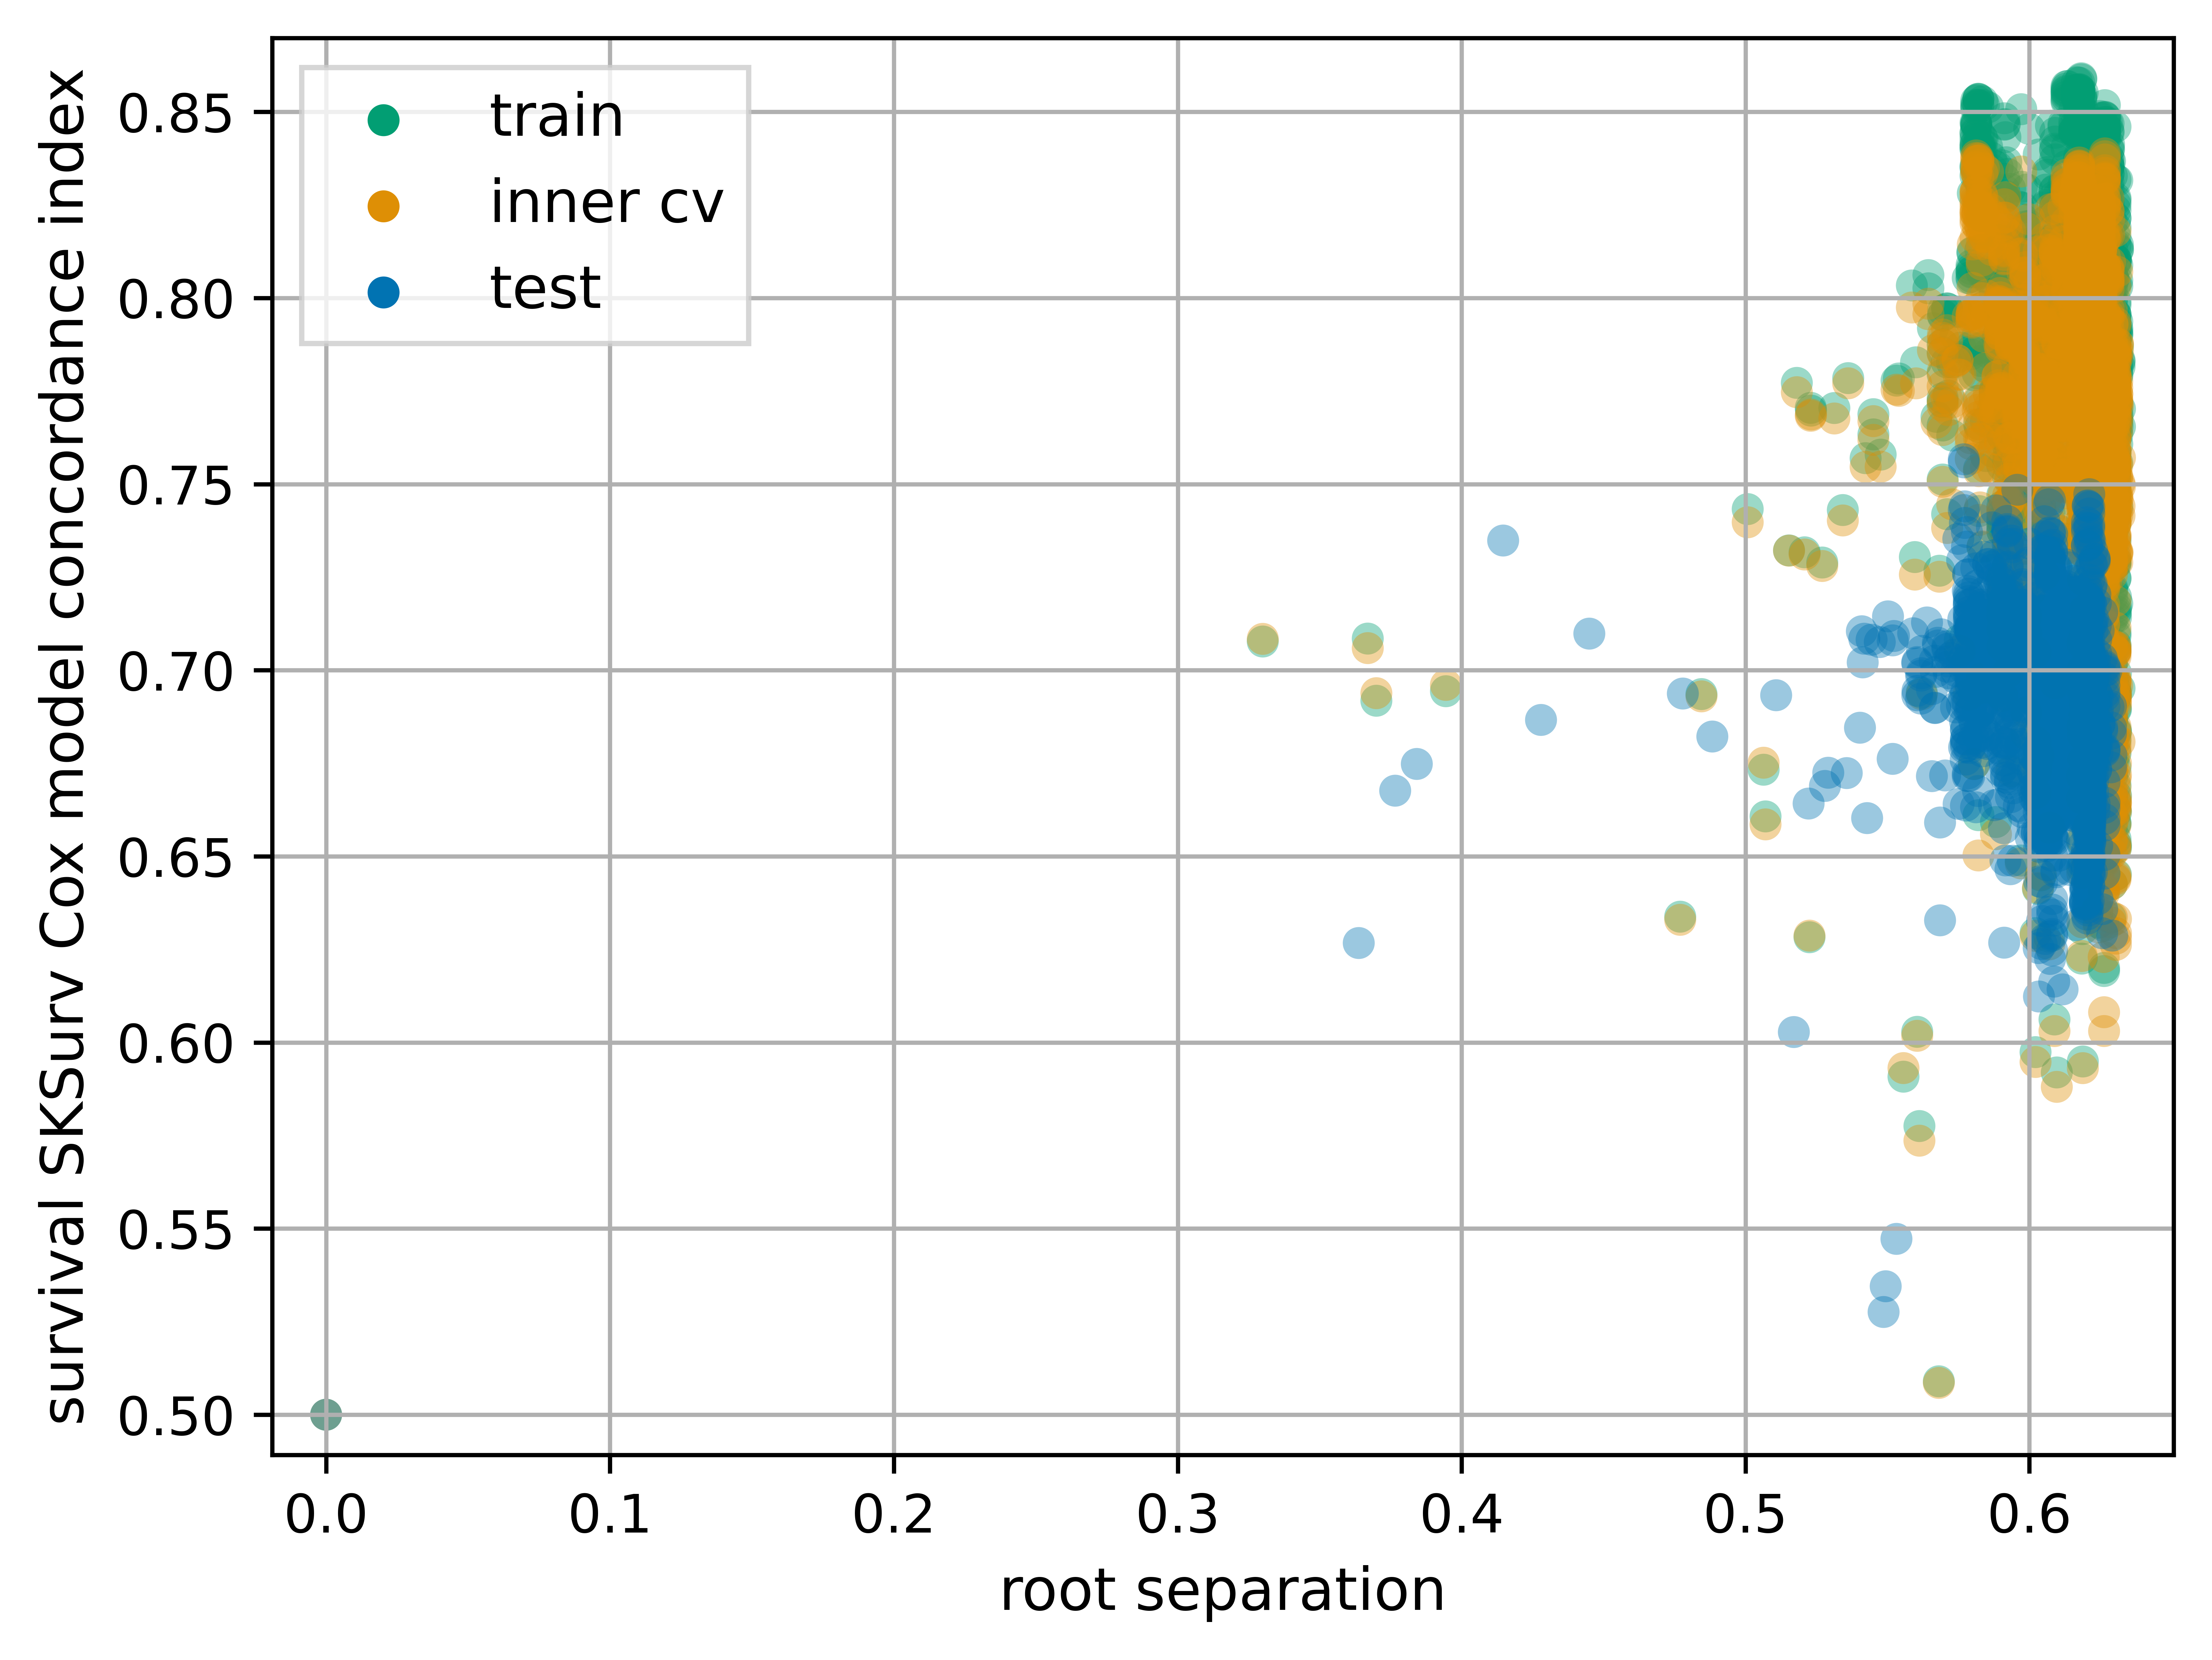 train
inner cv
test
survival SKSurv Cox model concordance index
0.85
0.80
0.75
0.70
0.65
0.60
0.55
0.50
0.0 0.1 0.2 0.3 0.4 0.5 0.6
root separation